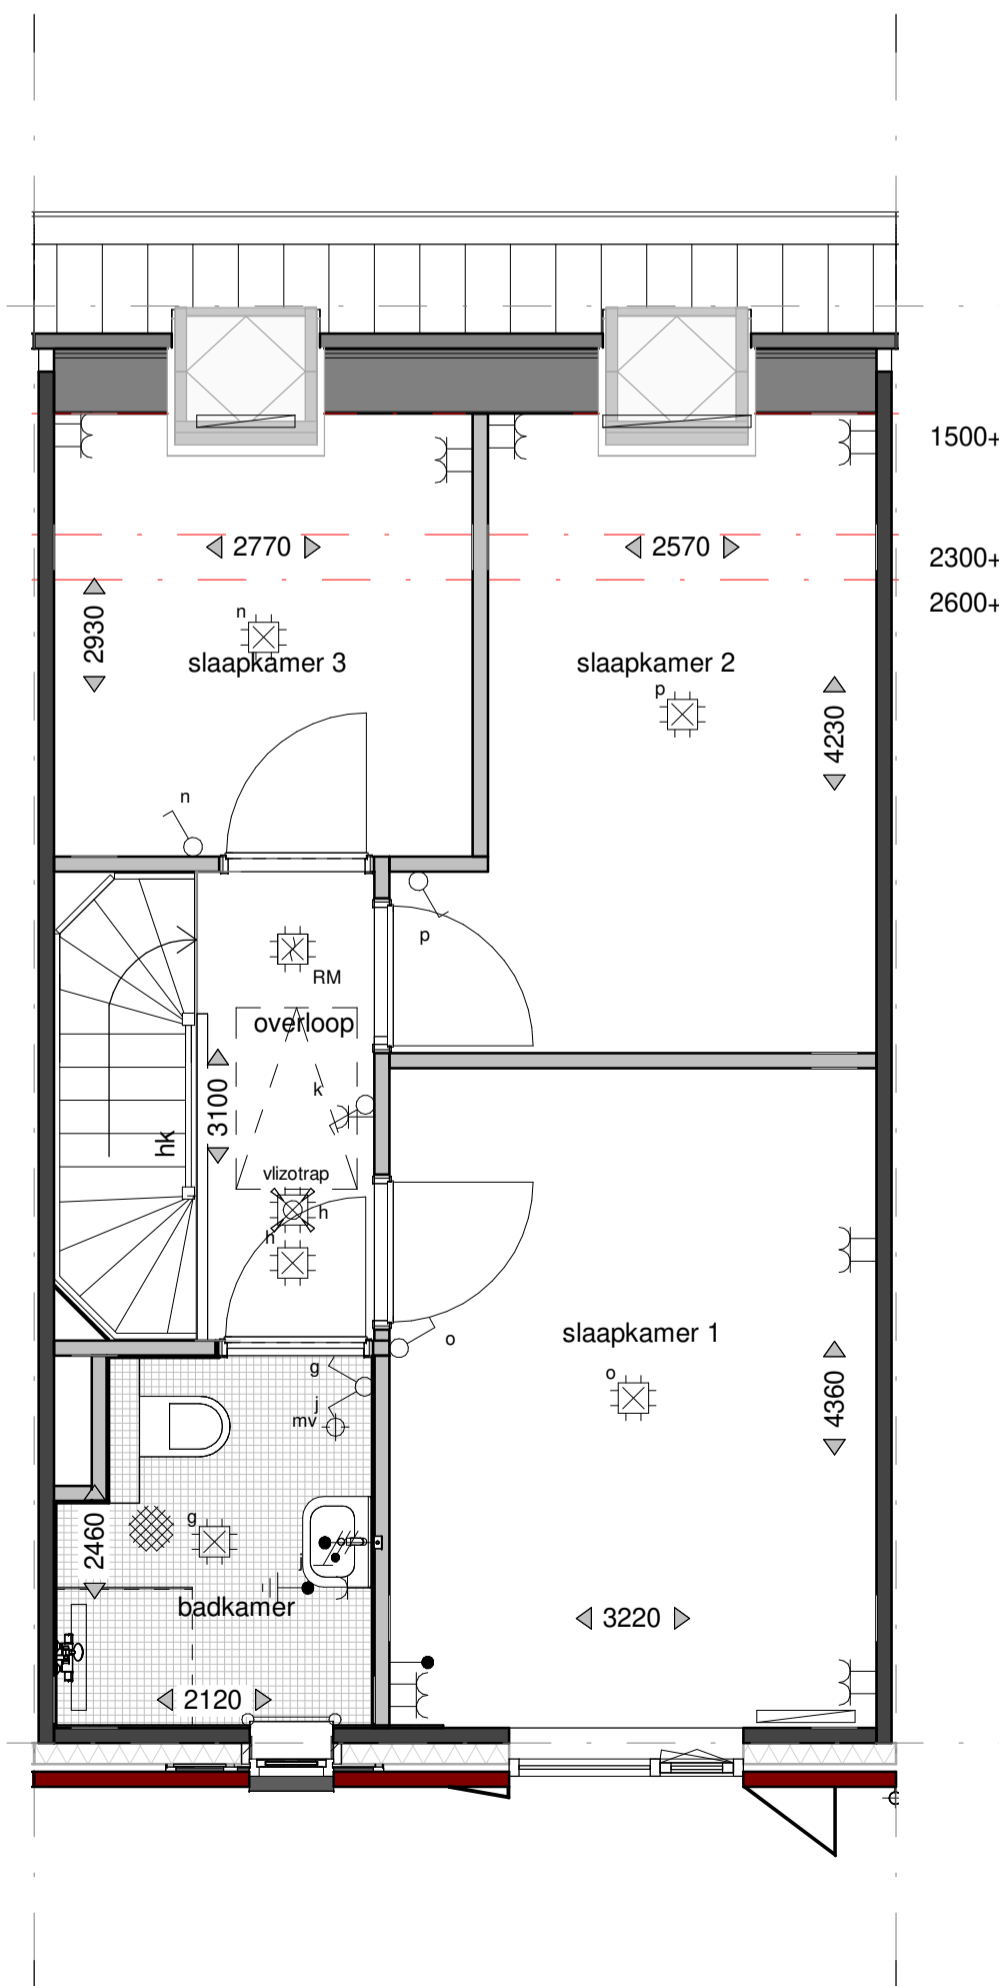 1500+
2770
2570
2300+
2600+
2930
n
slaapkamer 3
slaapkamer 2
p
4230
n
p
RM
overloop
k
3100
hk
vlizotrap
h
h
slaapkamer 1
o
g
o
j
mv
4360
g
2460
j
badkamer
3220
2120